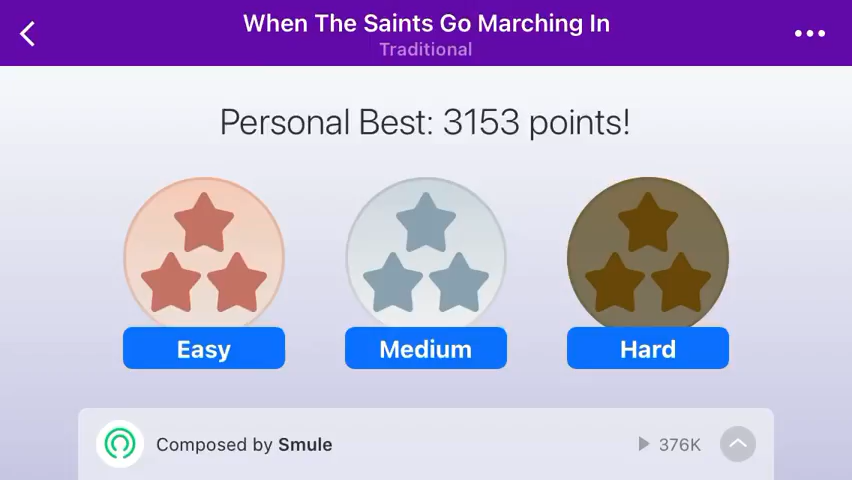 When The Saints Go Marching In
Traditional
Personal Best: 3153 points!
Easy
Medium
Hard
Composed by Smule
376K